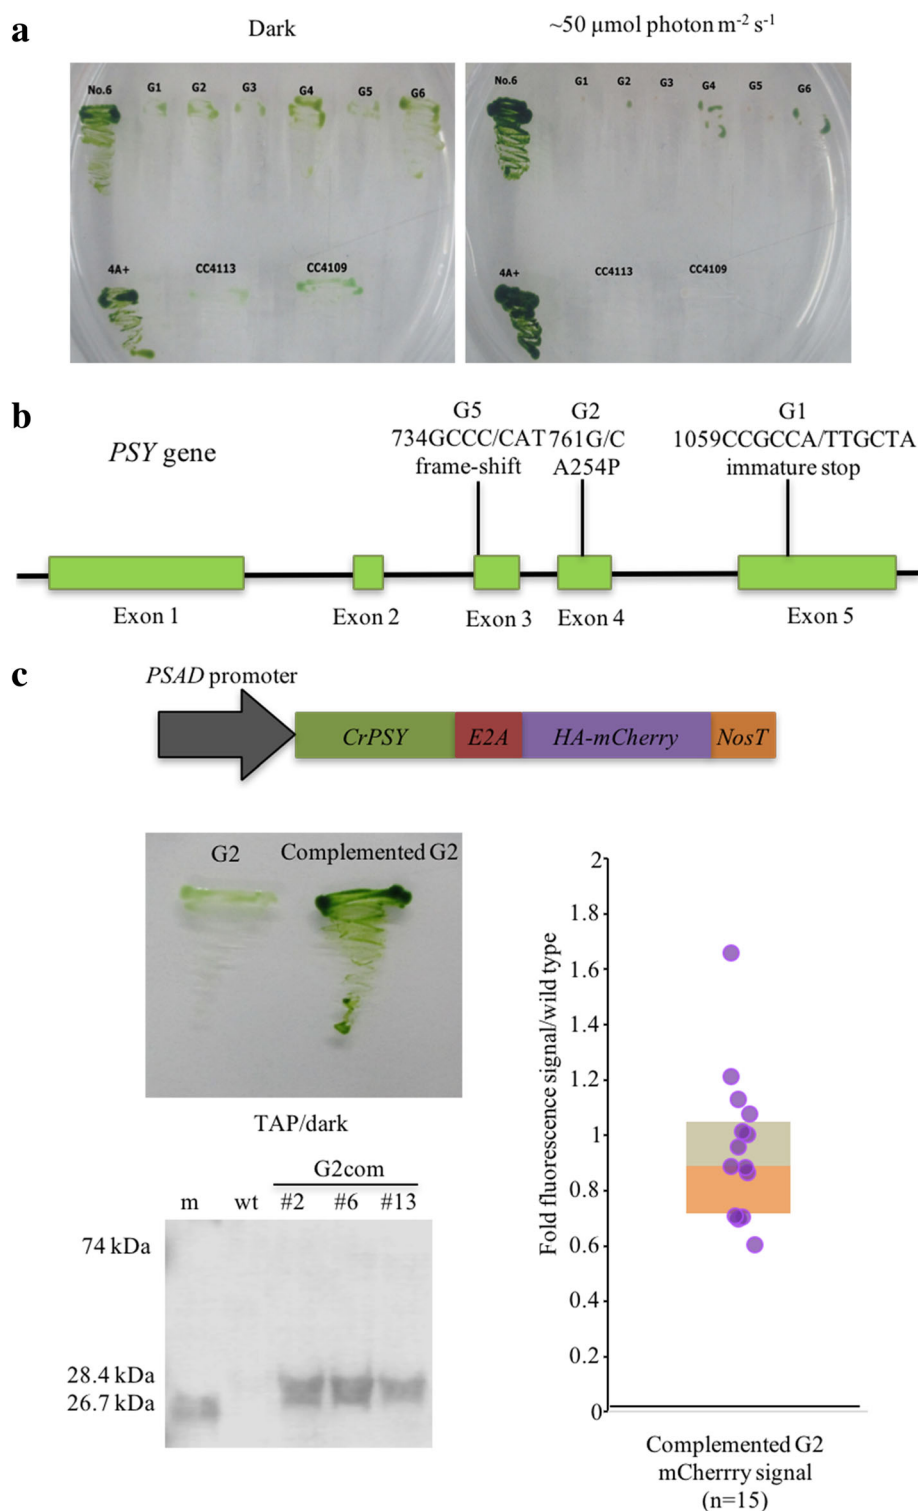 a
Dark
~50 µmol photon m⁻² s⁻¹
No.6 G1 G2 G3 G4 G5 G6
4A+ CC4113 CC4109
No.6 G1 G2 G3 G4 G5 G6
4A+ CC4113 CC4109
b
PSY gene
G5
734GCCC/CAT
frame-shift
G2
761G/C
A254P
G1
1059CCGCCA/TTGCTA
immature stop
Exon 1 Exon 2 Exon 3 Exon 4 Exon 5
c
PSAD promoter
CrPSY E2A HA-mCherry NosT
G2 Complemented G2
TAP/dark
G2com
m wt #2 #6 #13
74 kDa
28.4 kDa
26.7 kDa
Fold fluorescence signal/wild type
2
1.8
1.6
1.4
1.2
1
0.8
0.6
0.4
0.2
0
Complemented G2
mCherrry signal
(n=15)